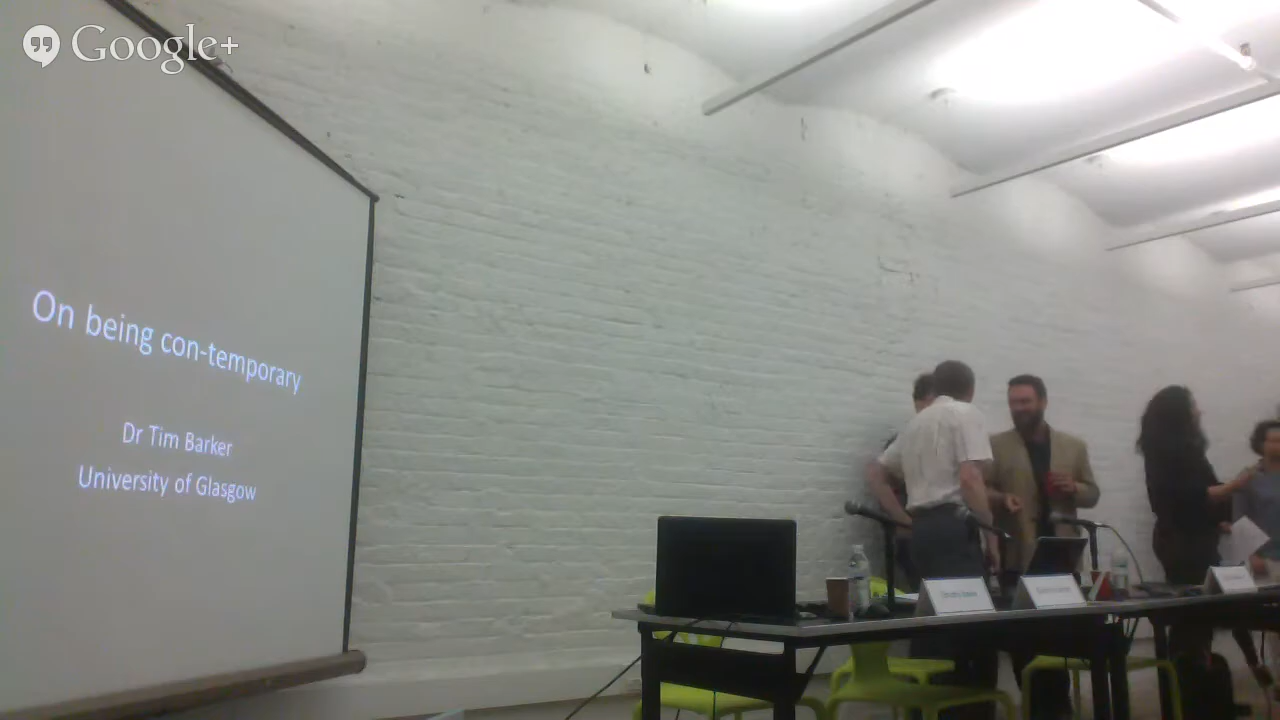 Google+
On being con-temporary
Dr Tim Barker
University of Glasgow